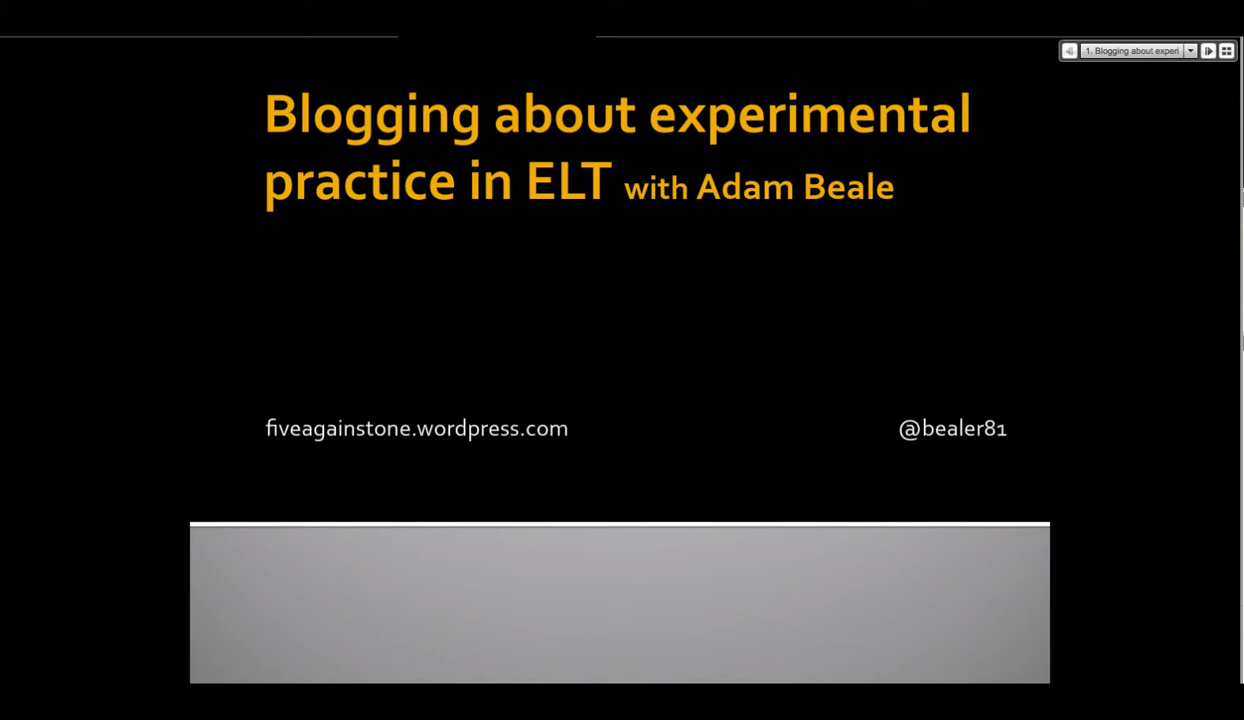 1. Blogging about experi
Blogging about experimental
practice in ELT with Adam Beale
fiveagainstone.wordpress.com @bealer81